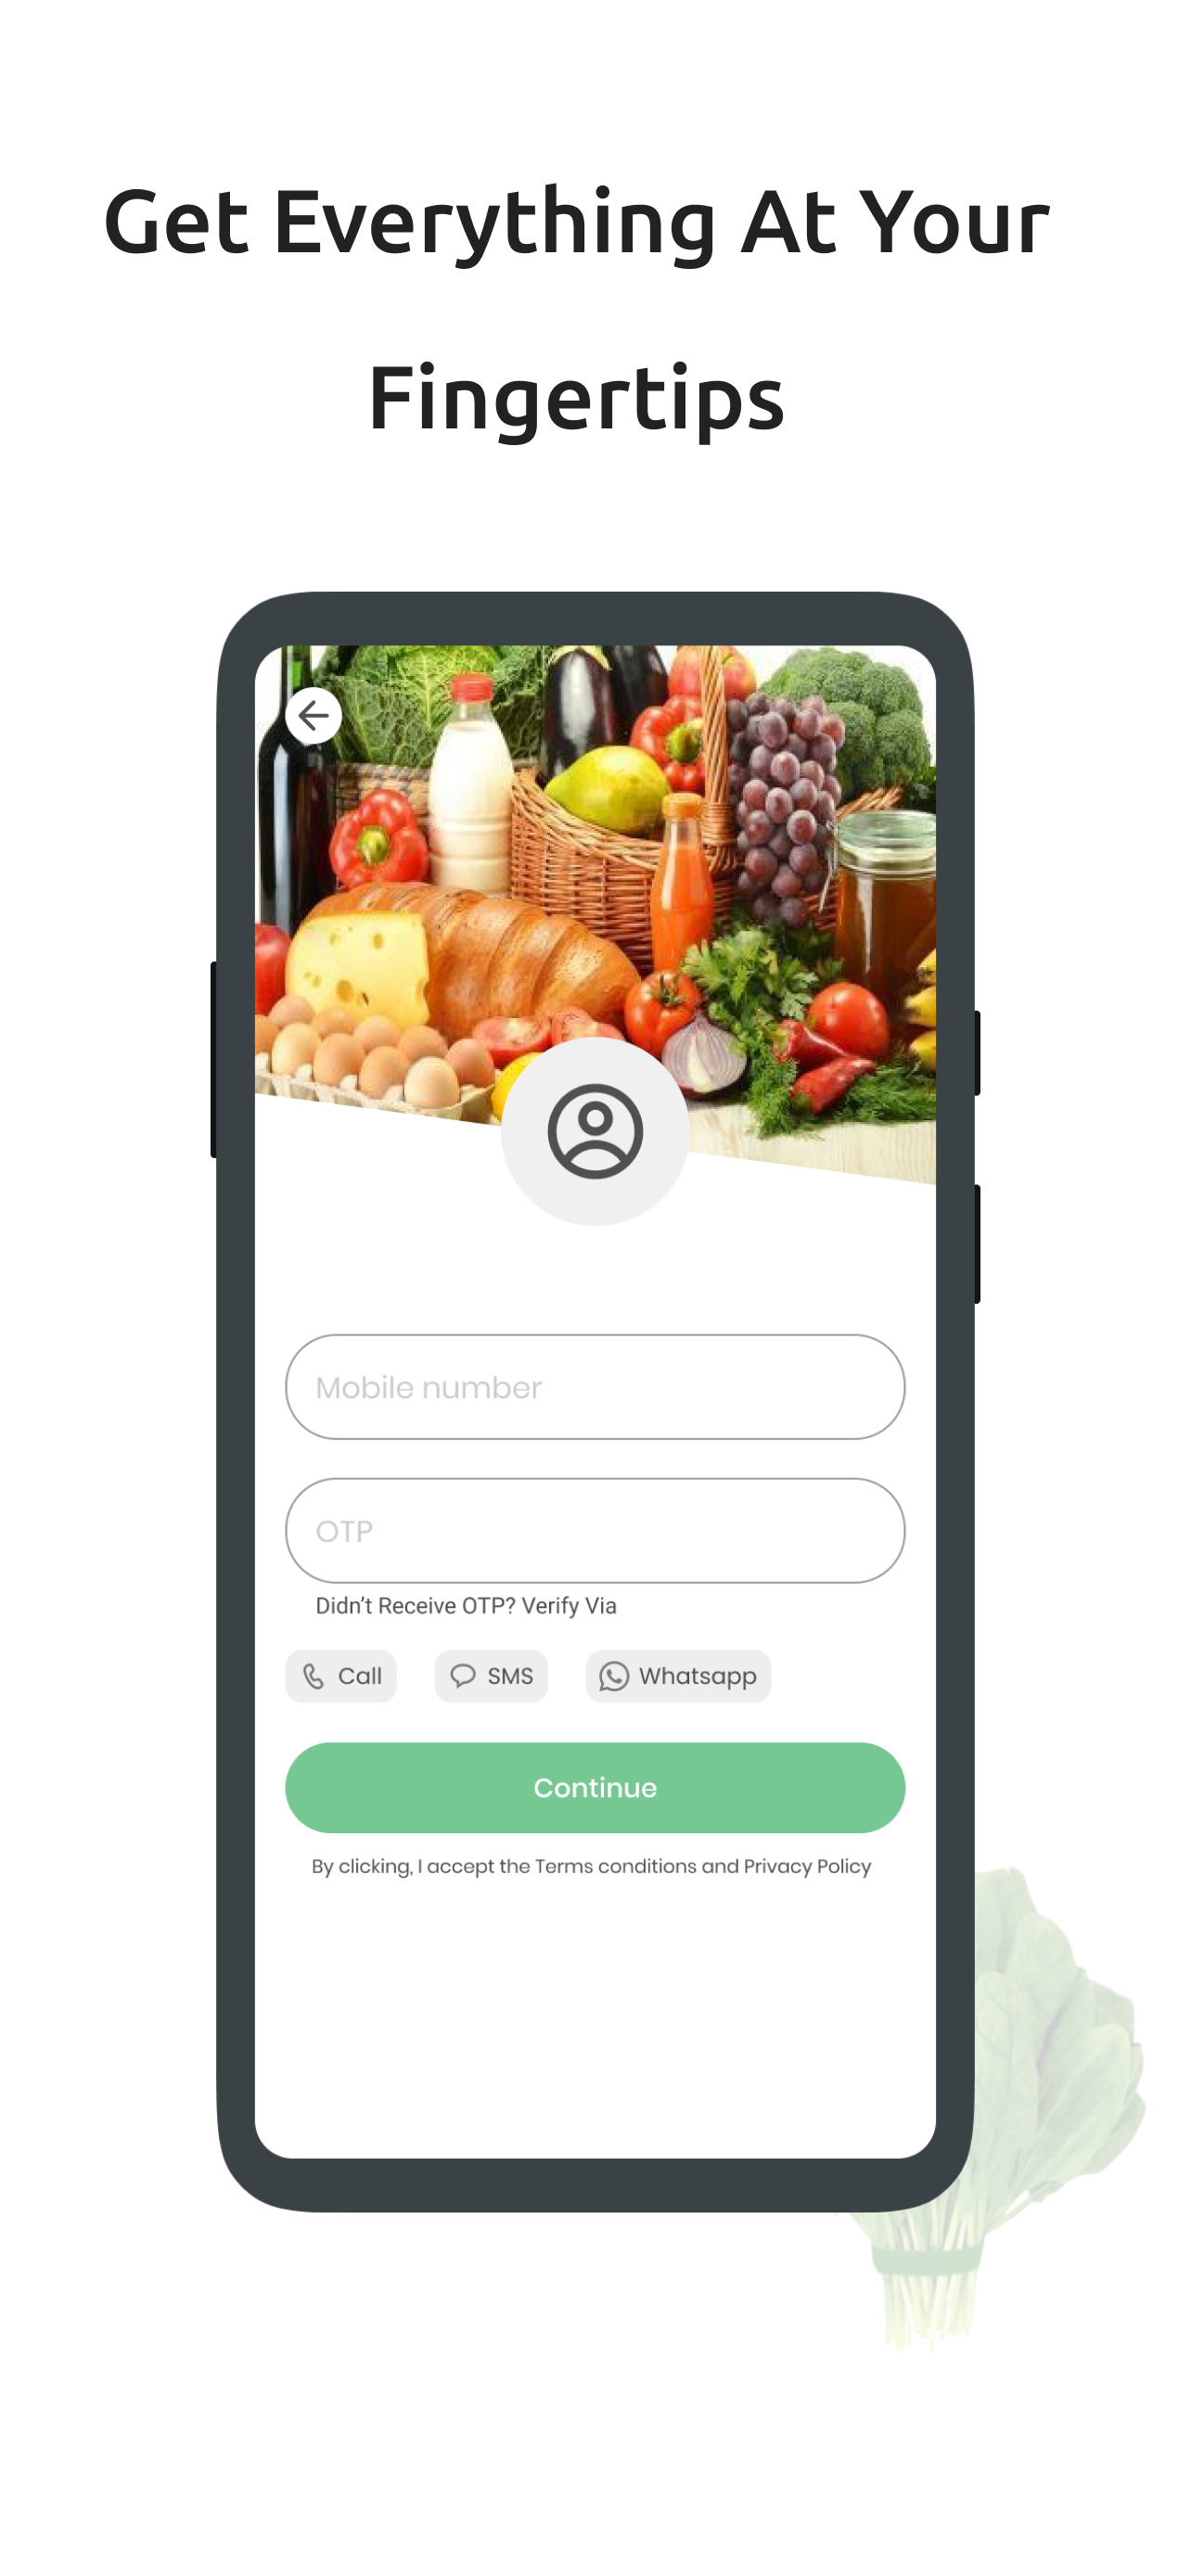 Get Everything At Your
Fingertips
Mobile number
OTP
Didn't Receive OTP? Verify Via
Call SMS Whatsapp
Continue
By clicking, I accept the Terms conditions and Privacy Policy